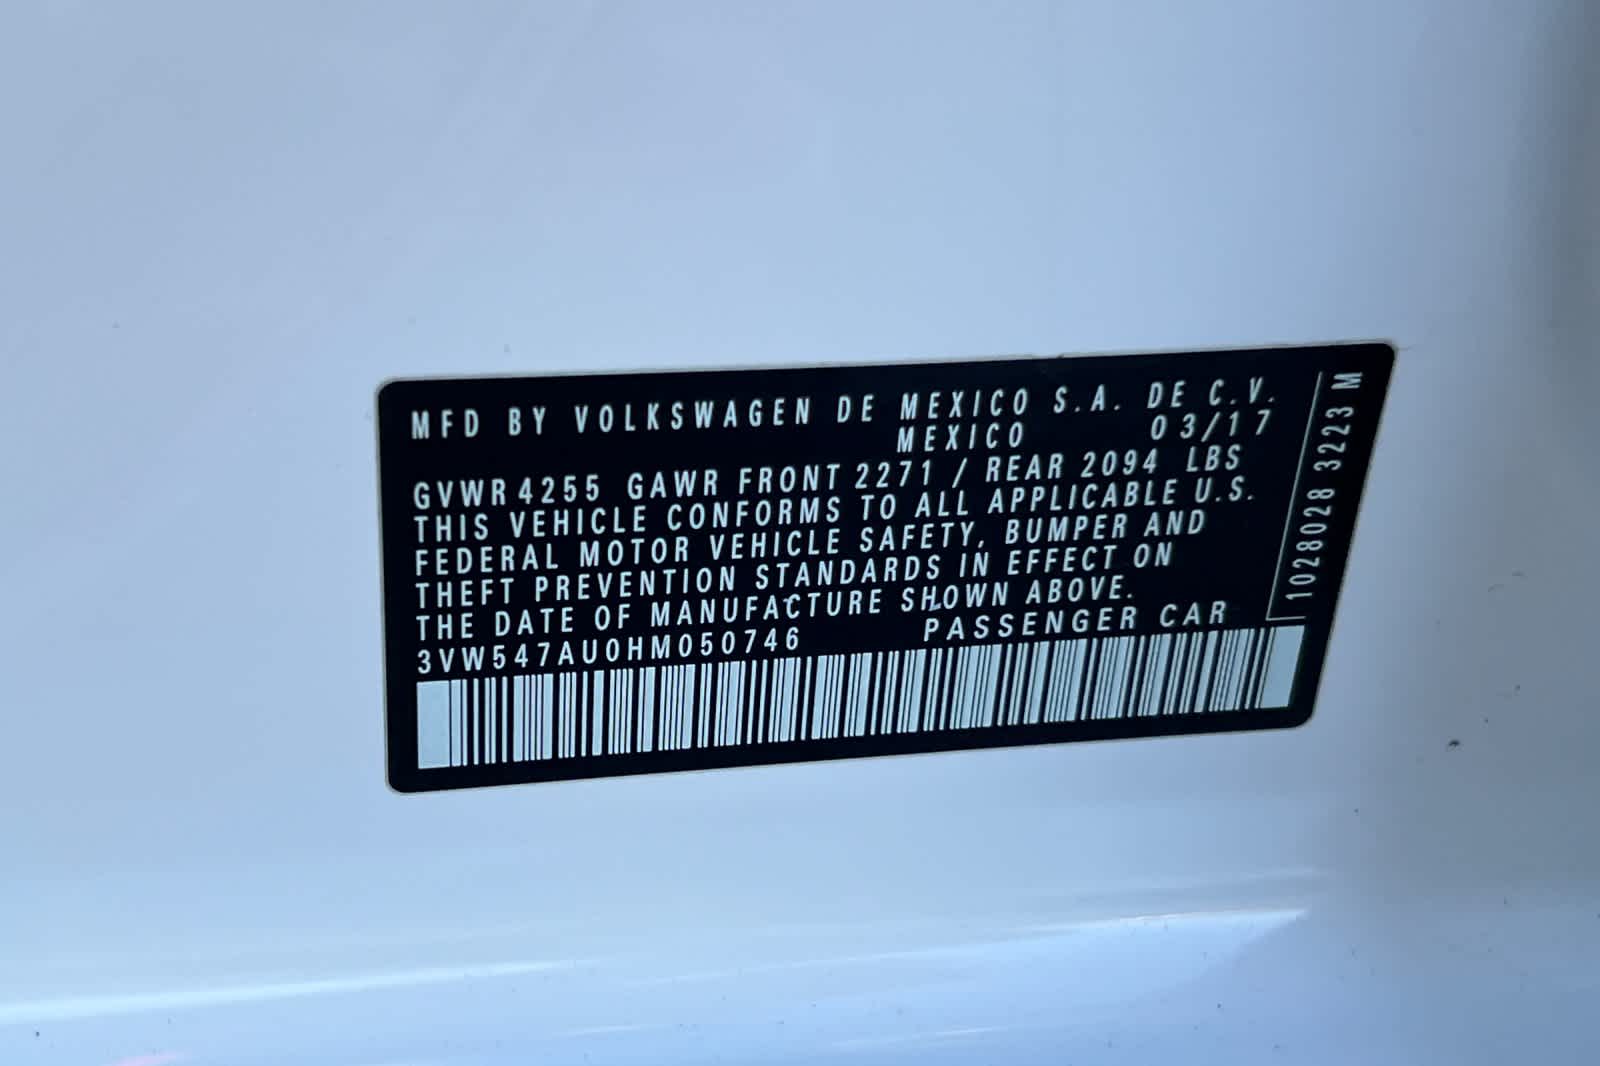 MFD BY VOLKSWAGEN DE MEXICO S.A. DE C.V.
MEXICO 03/17
GVWR 4255 GAWR FRONT 2271 / REAR 2094 LBS
THIS VEHICLE CONFORMS TO ALL APPLICABLE U.S.
FEDERAL MOTOR VEHICLE SAFETY, BUMPER AND
THEFT PREVENTION STANDARDS IN EFFECT ON
THE DATE OF MANUFACTURE SHOWN ABOVE.
3VW547AU0HM050746 PASSENGER CAR
1028028 3223 M